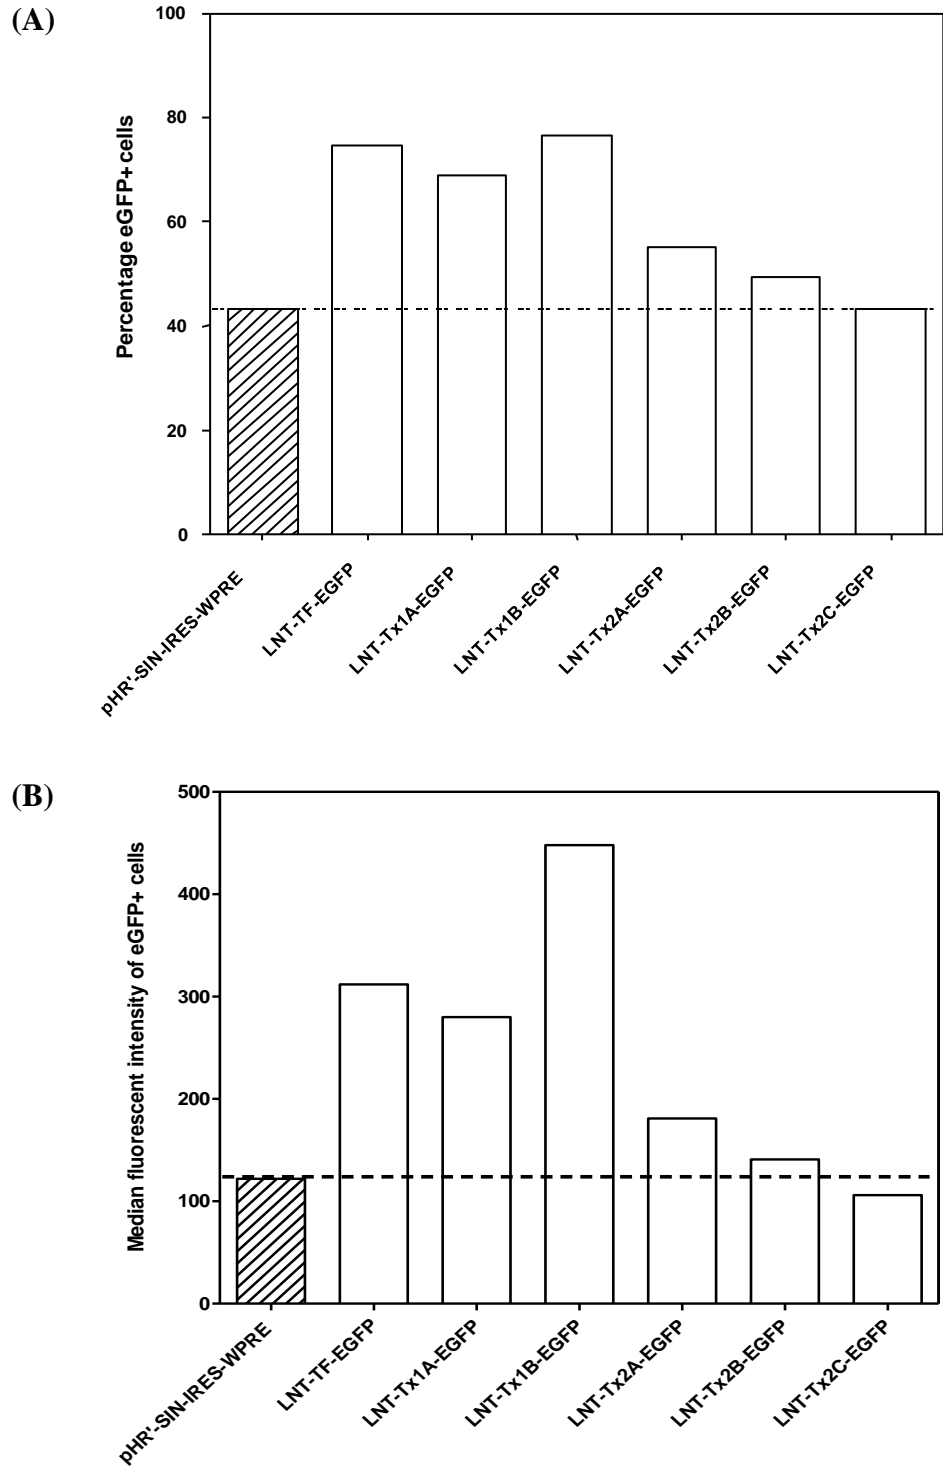 (A)
Percentage eGFP+ cells
100
80
60
40
20
0
pHR'-SIN-IRES-WPRE
LNT-TF-EGFP
LNT-Tx1A-EGFP
LNT-Tx1B-EGFP
LNT-Tx2A-EGFP
LNT-Tx2B-EGFP
LNT-Tx2C-EGFP
(B)
Median fluorescent intensity of eGFP+ cells
500
400
300
200
100
0
pHR'-SIN-IRES-WPRE
LNT-TF-EGFP
LNT-Tx1A-EGFP
LNT-Tx1B-EGFP
LNT-Tx2A-EGFP
LNT-Tx2B-EGFP
LNT-Tx2C-EGFP